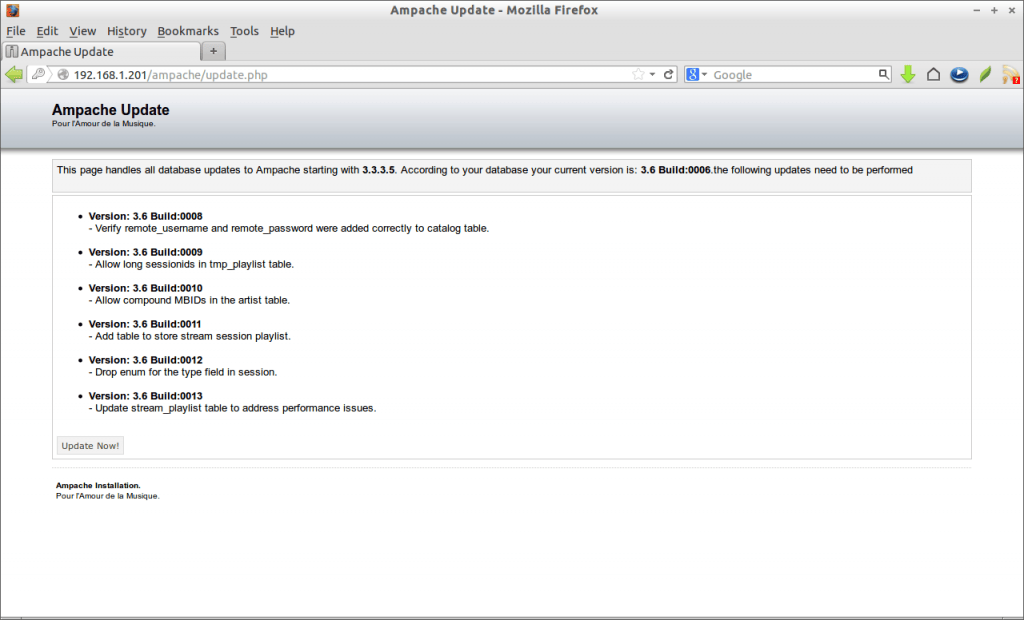 Ampache Update - Mozilla Firefox
File Edit View History Bookmarks Tools Help
Ampache Update
192.168.1.201/ampache/update.php
Google
Ampache Update
Pour l'Amour de la Musique.
This page handles all database updates to Ampache starting with 3.3.3.5. According to your database your current version is: 3.6 Build:0006.the following updates need to be performed
• Version: 3.6 Build:0008
- Verify remote_username and remote_password were added correctly to catalog table.
• Version: 3.6 Build:0009
- Allow long sessionids in tmp_playlist table.
• Version: 3.6 Build:0010
- Allow compound MBIDs in the artist table.
• Version: 3.6 Build:0011
- Add table to store stream session playlist.
• Version: 3.6 Build:0012
- Drop enum for the type field in session.
• Version: 3.6 Build:0013
- Update stream_playlist table to address performance issues.
Update Now!
Ampache Installation.
Pour l'Amour de la Musique.